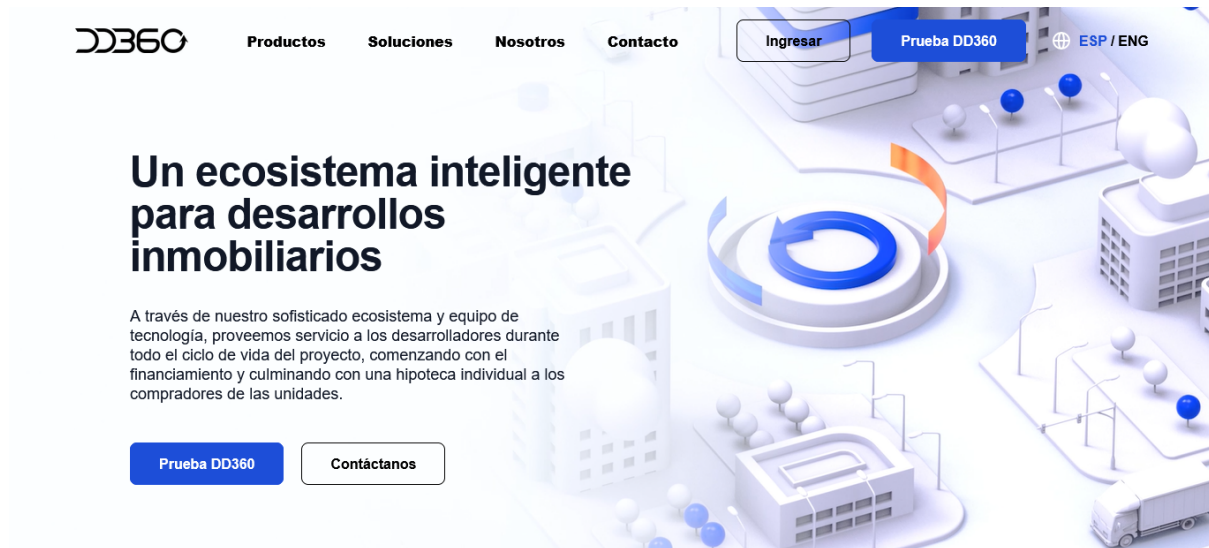 DD360
Productos
Soluciones
Nosotros
Contacto
Ingresar
Prueba DD360
ESP / ENG
Un ecosistema inteligente
para desarrollos
inmobiliarios
A través de nuestro sofisticado ecosistema y equipo de
tecnología, proveemos servicio a los desarrolladores durante
todo el ciclo de vida del proyecto, comenzando con el
financiamiento y culminando con una hipoteca individual a los
compradores de las unidades.
Prueba DD360
Contáctanos